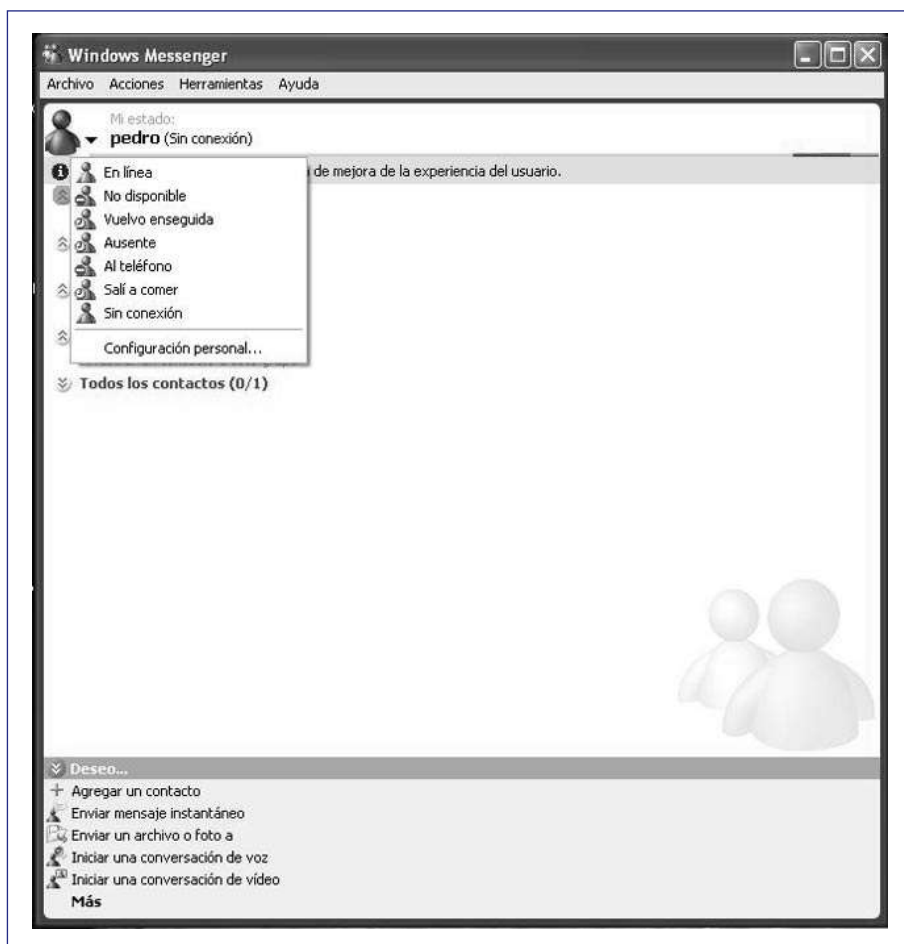 Windows Messenger
Archivo Acciones Herramientas Ayuda
Mi estado:
pedro (Sin conexión)
de mejora de la experiencia del usuario.
En línea
No disponible
Vuelvo enseguida
Ausente
Al teléfono
Salí a comer
Sin conexión
Configuración personal...
Todos los contactos (0/1)
Deseo...
Agregar un contacto
Enviar mensaje instantáneo
Enviar un archivo o foto a
Iniciar una conversación de voz
Iniciar una conversación de vídeo
Más